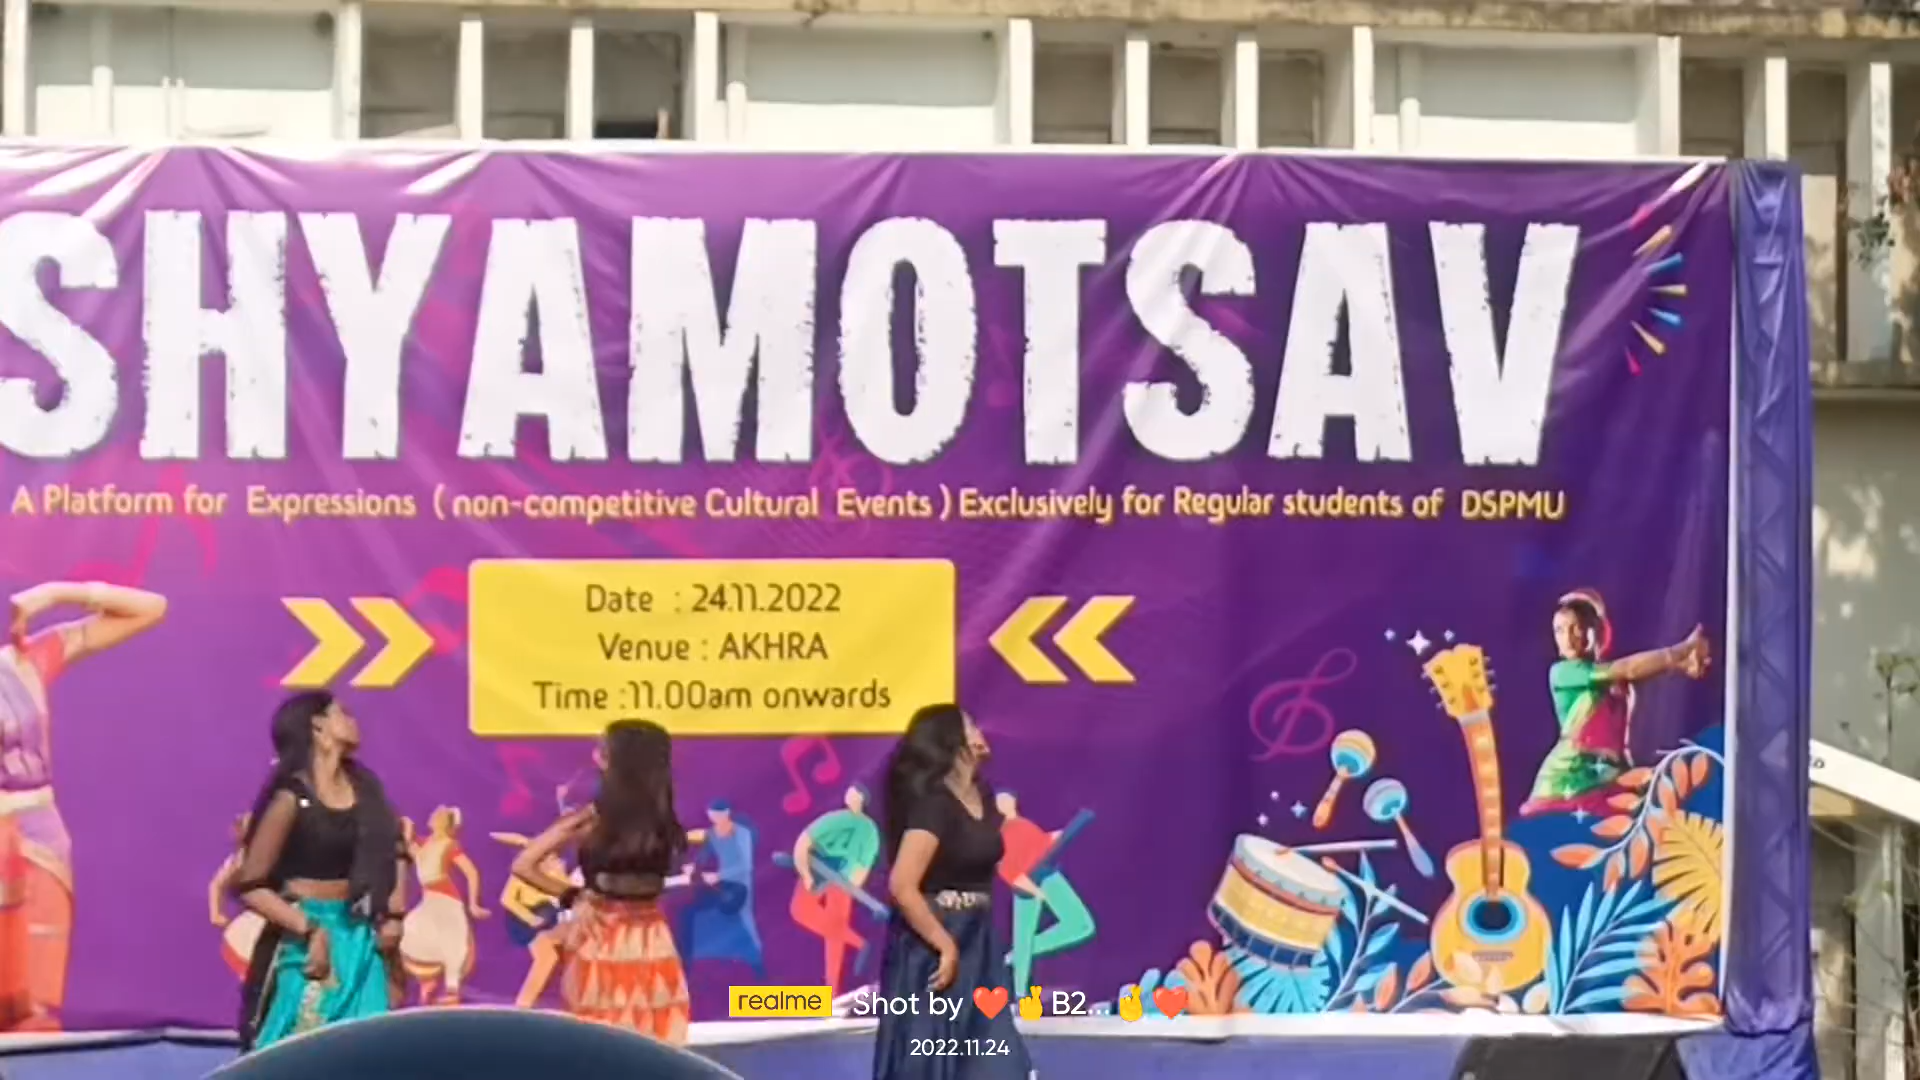 SHYAMOTSAV
A Platform for Expressions ( non-competitive Cultural Events ) Exclusively for Regular students of DSPMU
Date : 24.11.2022
Venue : AKHRA
Time :11.00am onwards
realme Shot by ❤️🤞B2...🤞❤️
2022.11.24